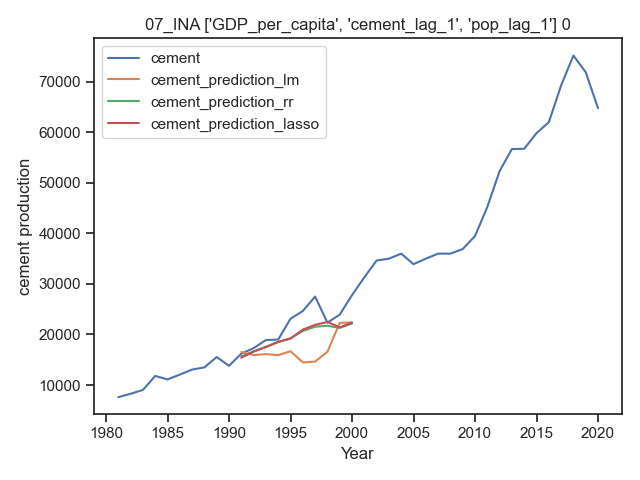 07_INA ['GDP_per_capita', 'cement_lag_1', 'pop_lag_1'] 0
cement
cement_prediction_lm
cement_prediction_rr
cement_prediction_lasso
cement production
70000
60000
50000
40000
30000
20000
10000
1980 1985 1990 1995 2000 2005 2010 2015 2020
Year